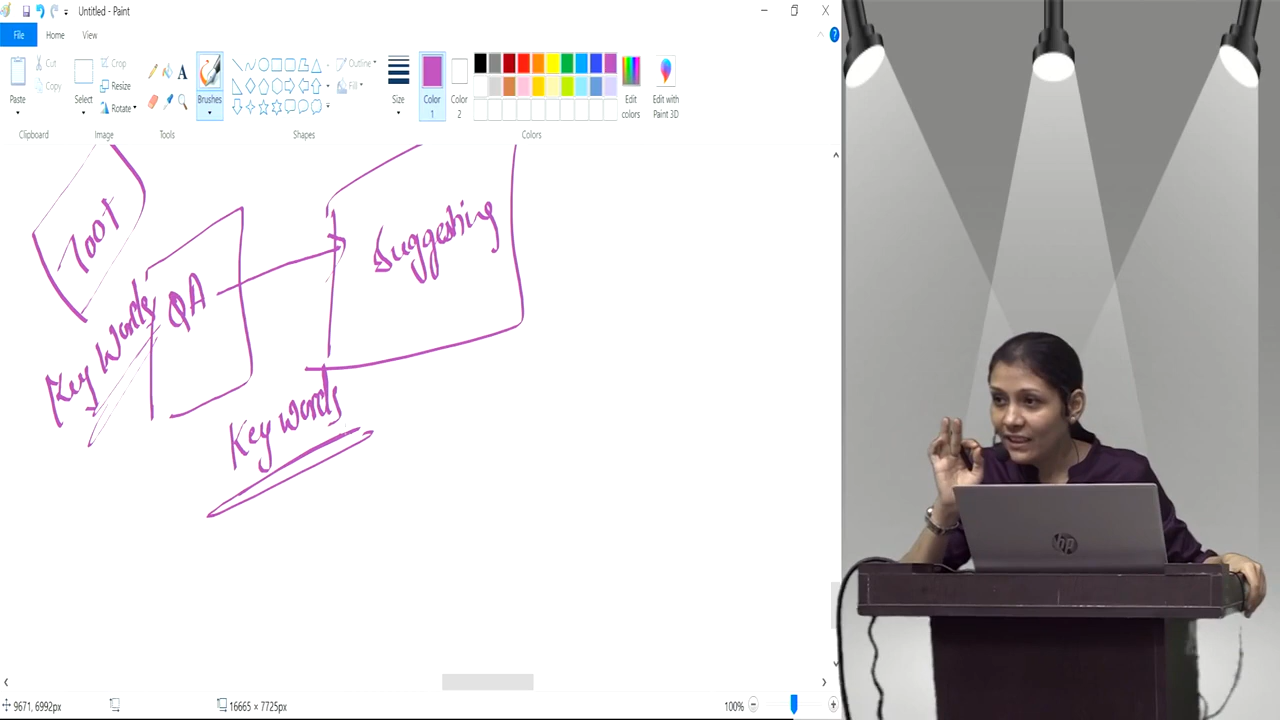 Untitled - Paint
File
Home
View
Paste
Cut
Copy
Clipboard
Select
Crop
Resize
Rotate
Image
A
Tools
Brushes
Outline
Fill
Shapes
Size
Color
1
Color
2
Edit
colors
Edit with
Paint 3D
Colors
?
QA
Suggesting
Key Words
Key Words
hp
9671, 6992px
16665 × 7725px
100%